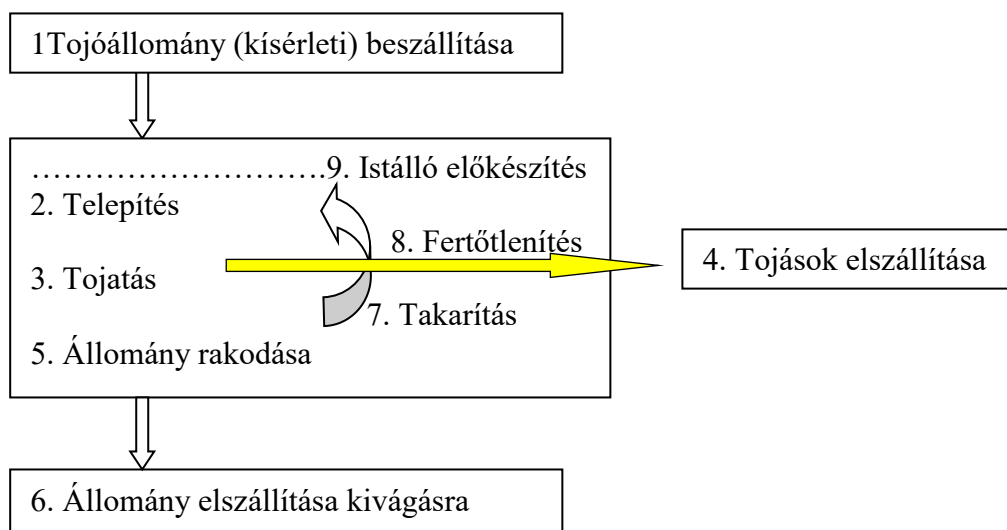 1Tojóállomány (kísérleti) beszállítása
………………………….9. Istálló előkészítés
2. Telepítés
8. Fertőtlenítés
4. Tojások elszállítása
3. Tojatás
7. Takarítás
5. Állomány rakodása
6. Állomány elszállítása kivágásra